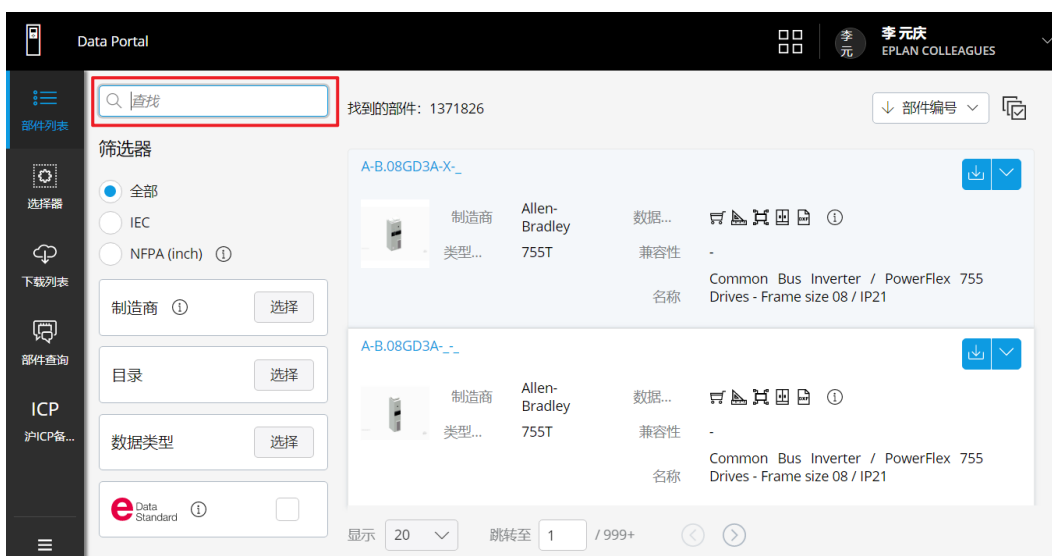 Data Portal
李
元
李 元庆
EPLAN COLLEAGUES
部件列表
选择器
下载列表
部件查询
ICP
沪ICP备...
查找
筛选器
全部
IEC
NFPA (inch)
制造商
选择
目录
选择
数据类型
选择
e Data
Standard
找到的部件: 1371826
部件编号
A-B.08GD3A-X-_
制造商
Allen-
Bradley
数据...
类型...
755T
兼容性
-
名称
Common Bus Inverter / PowerFlex 755
Drives - Frame size 08 / IP21
A-B.08GD3A-_-_
制造商
Allen-
Bradley
数据...
类型...
755T
兼容性
-
名称
Common Bus Inverter / PowerFlex 755
Drives - Frame size 08 / IP21
显示 20 跳转至 1 / 999+